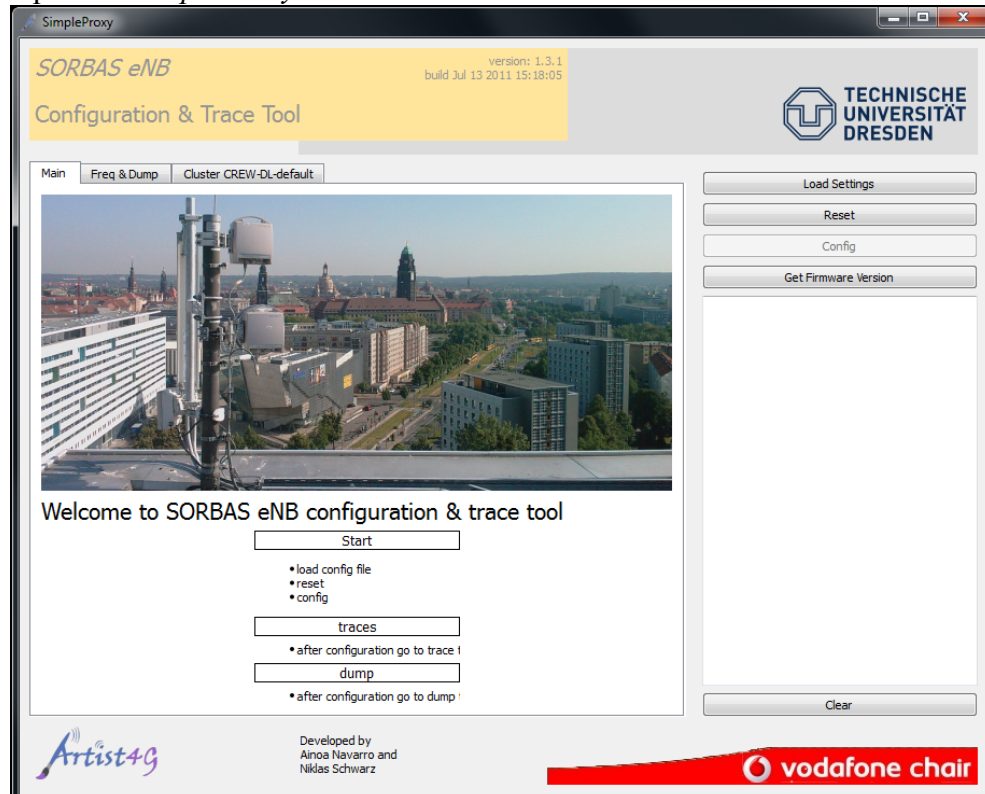 SimpleProxy
SORBAS eNB
version: 1.3.1
build Jul 13 2011 15:18:05
Configuration & Trace Tool
TECHNISCHE
UNIVERSITÄT
DRESDEN
Main
Freq & Dump
Cluster CREW-DL-default
Load Settings
Reset
Config
Get Firmware Version
Welcome to SORBAS eNB configuration & trace tool
Start
•load config file
•reset
•config
traces
•after configuration go to trace
dump
•after configuration go to dump
Clear
Artist4G
Developed by
Ainoa Navarro and
Niklas Schwarz
vodafone chair